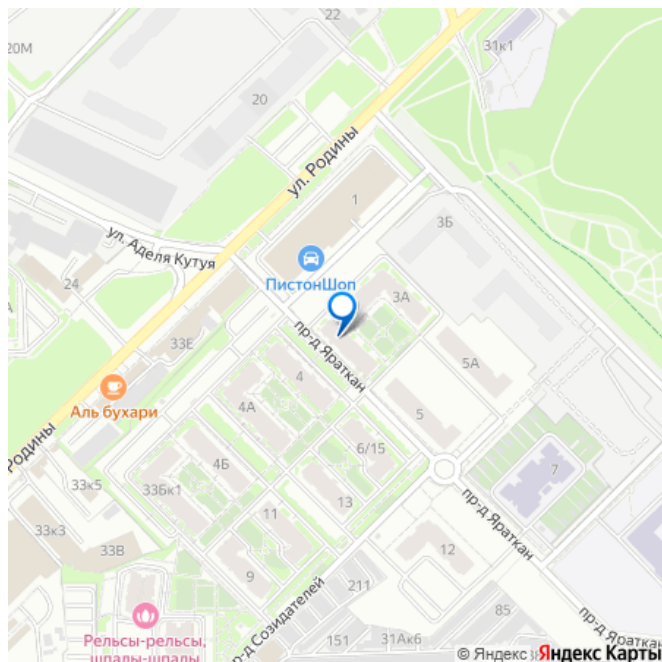 20М
22
31к1
20
ул. Родины
1
3Б
ул. Аделя Кутуя
24
ПистонШоп
3А
33Е
пр-д Яраткан
5А
4
Аль бухари
4А
5
Родины
6/15
4Б
33к5
33Бк1
13
7
пр-д Яраткан
11
33к3
33В
12
9
211
85
пр-д Созидателей
пр-д Яраткан
Рельсы-рельсы,
шпалы-шпалы
151
31Ак6
© Яндекс
Яндекс Карты